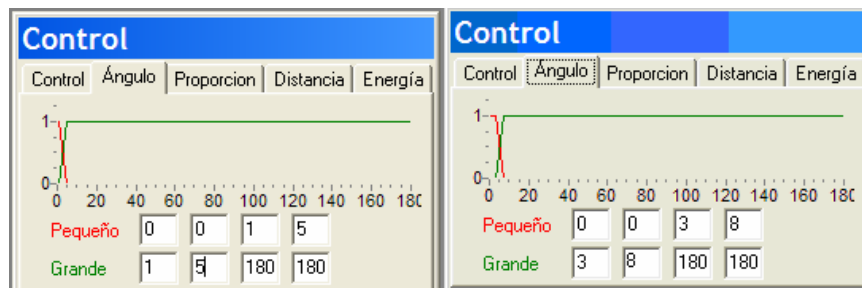 Control
Control Ángulo Proporcion Distancia Energía
1
0
0 20 40 60 80 100 120 140 160 180
Pequeño 0 0 1 5
Grande 1 5 180 180
Control
Control Ángulo Proporcion Distancia Energía
1
0
0 20 40 60 80 100 120 140 160 180
Pequeño 0 0 3 8
Grande 3 8 180 180